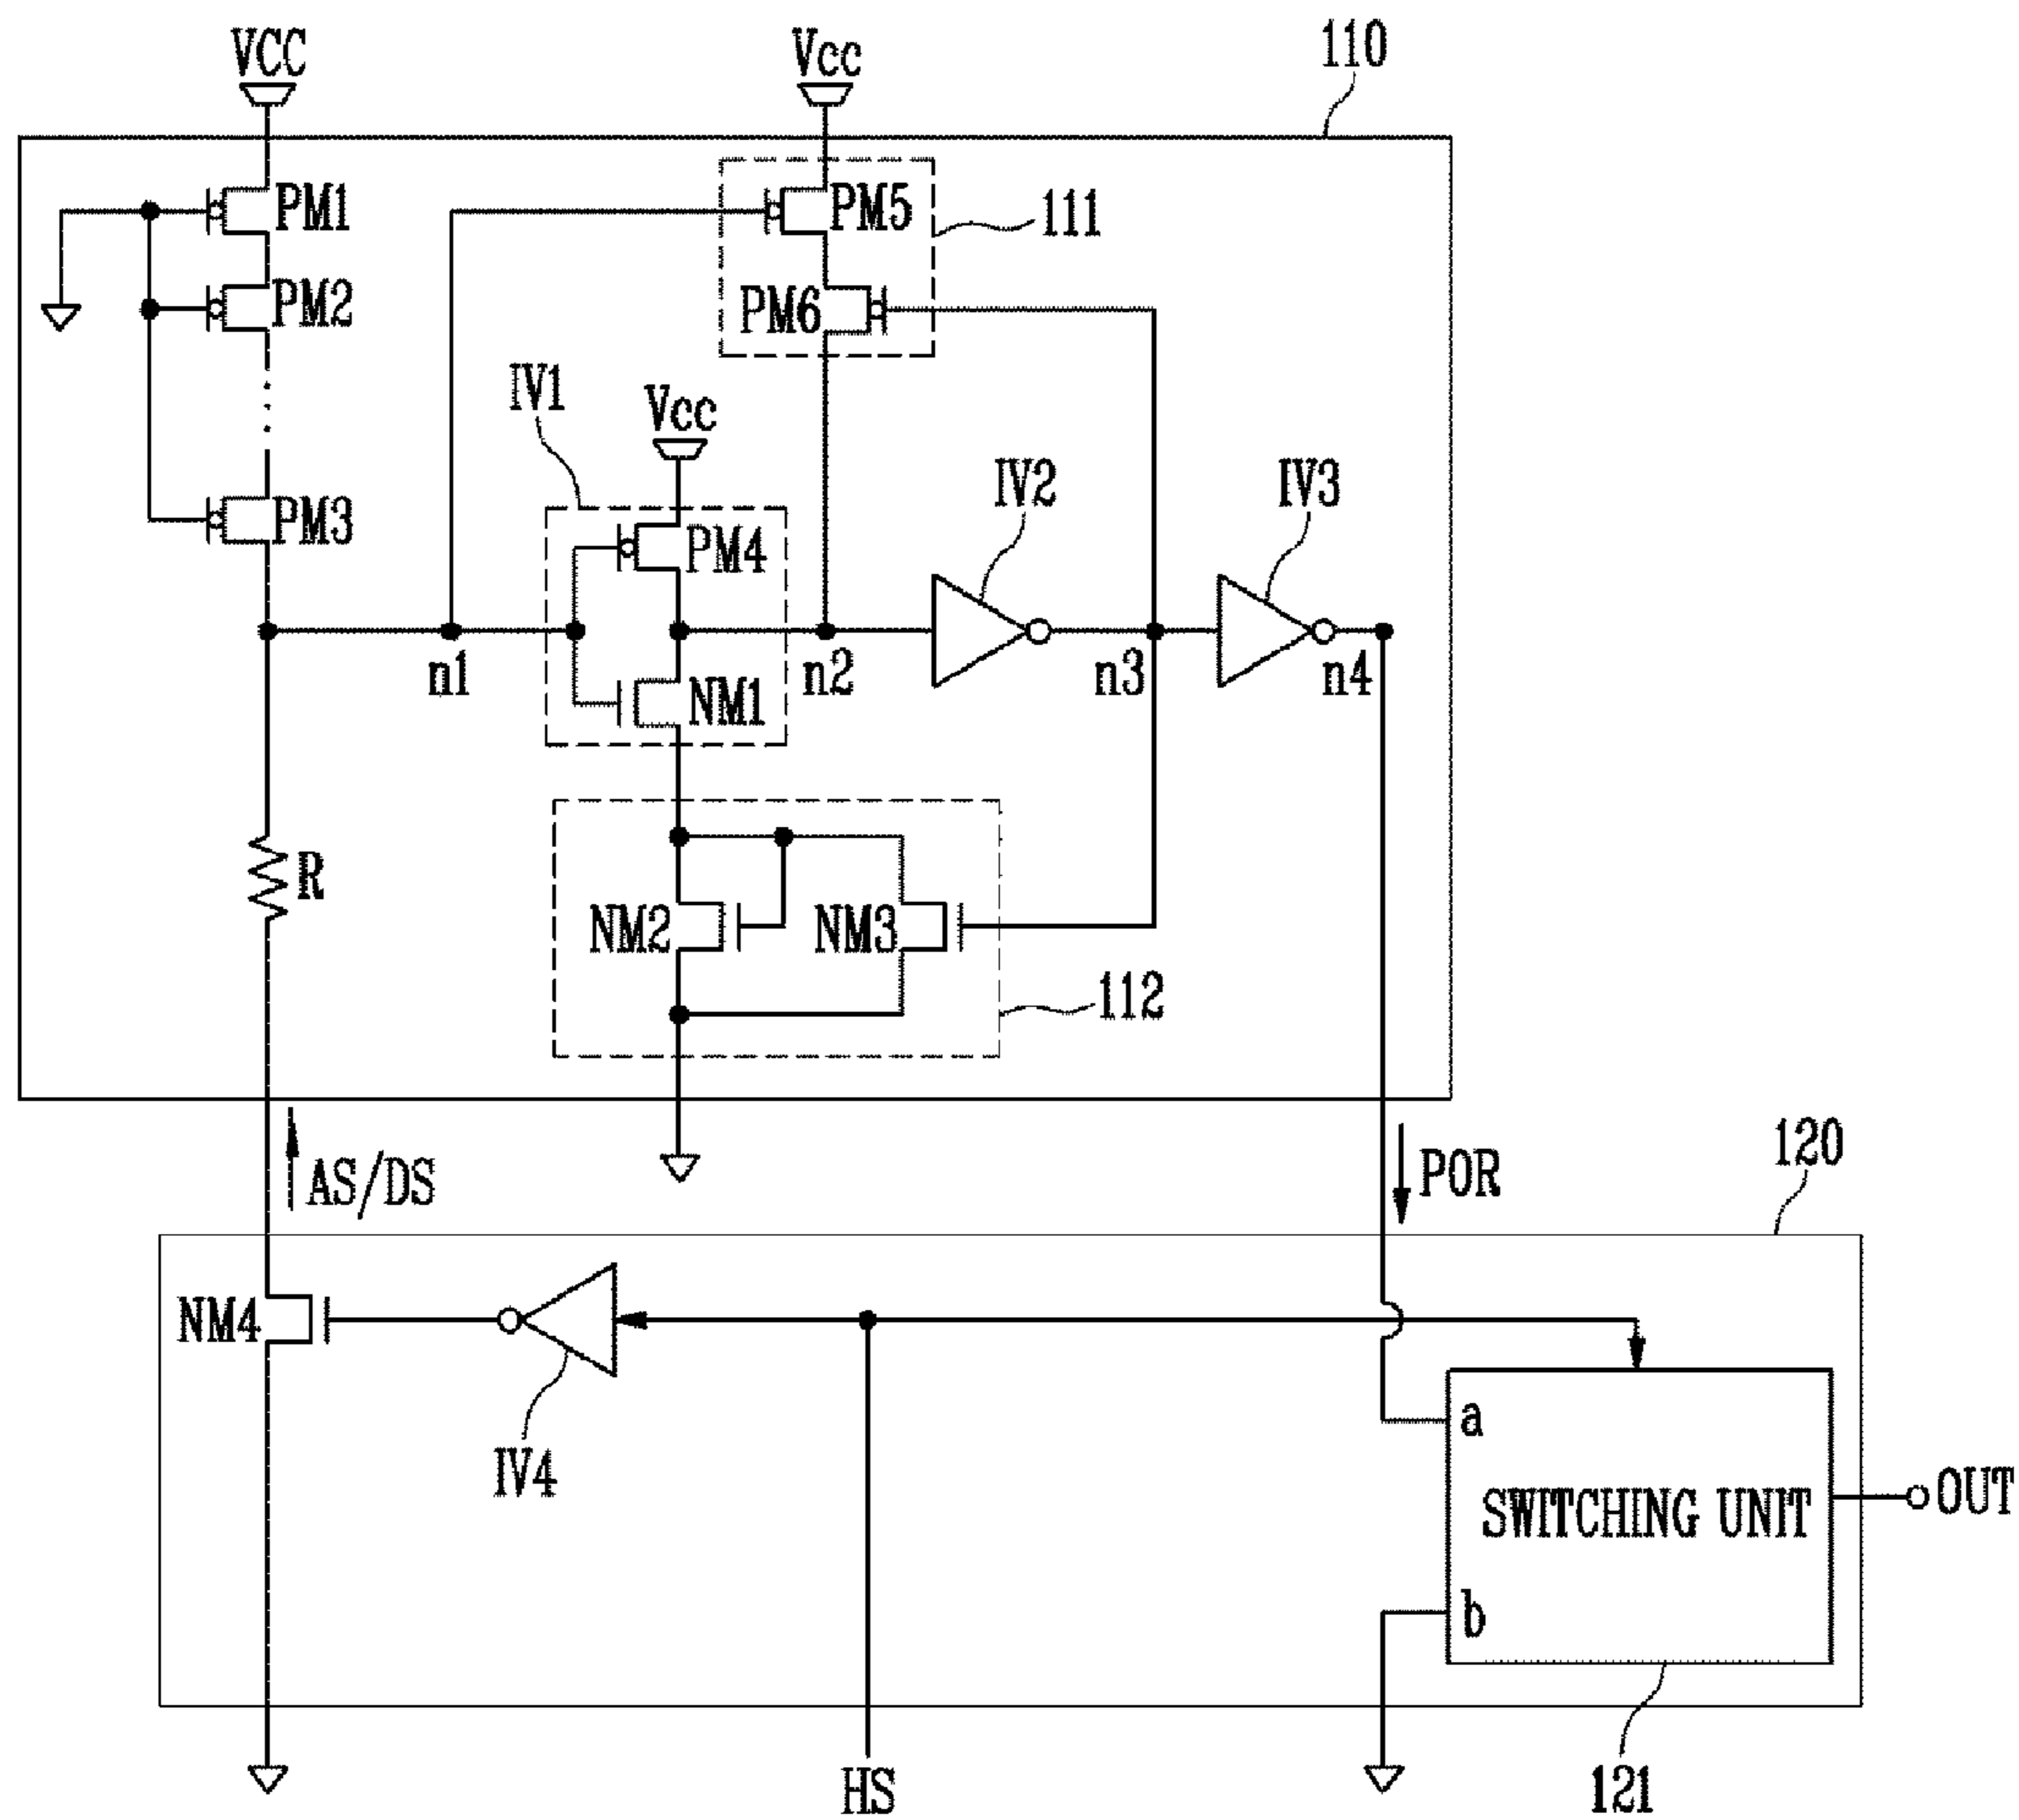 VCC
Vcc
110
PM1
PM5
111
PM2
PM6
IV1
Vcc
IV2
IV3
PM3
PM4
n1
n2
n3
n4
NM1
R
NM2
NM3
112
AS/DS
POR
120
NM4
IV4
a
SWITCHING UNIT
OUT
b
HS
121